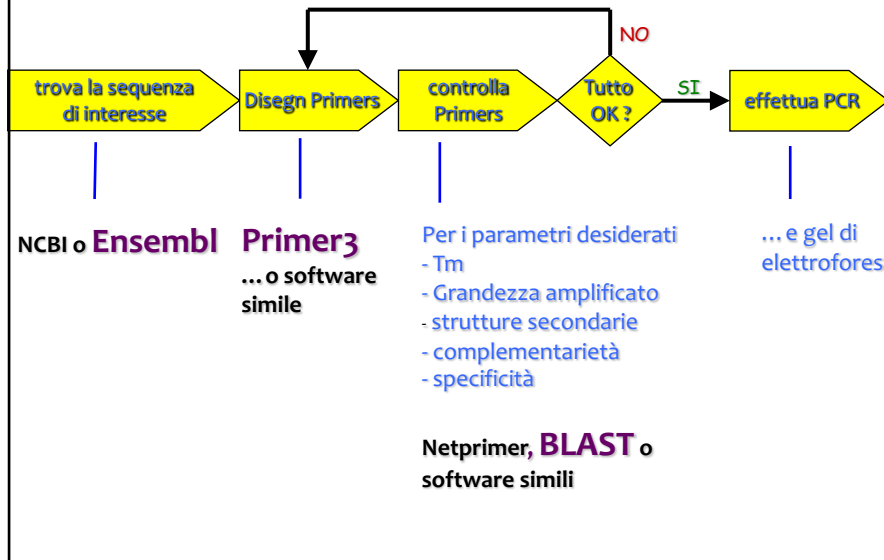 NO
trova la sequenza
di interesse
Disegn Primers
controlla
Primers
Tutto
OK ?
SI
effettua PCR
NCBI o Ensembl
Primer3
...o software
simile
Per i parametri desiderati
- Tm
- Grandezza amplificato
- strutture secondarie
- complementarietà
- specificità
Netprimer, BLAST o
software simili
...e gel di
elettrofores